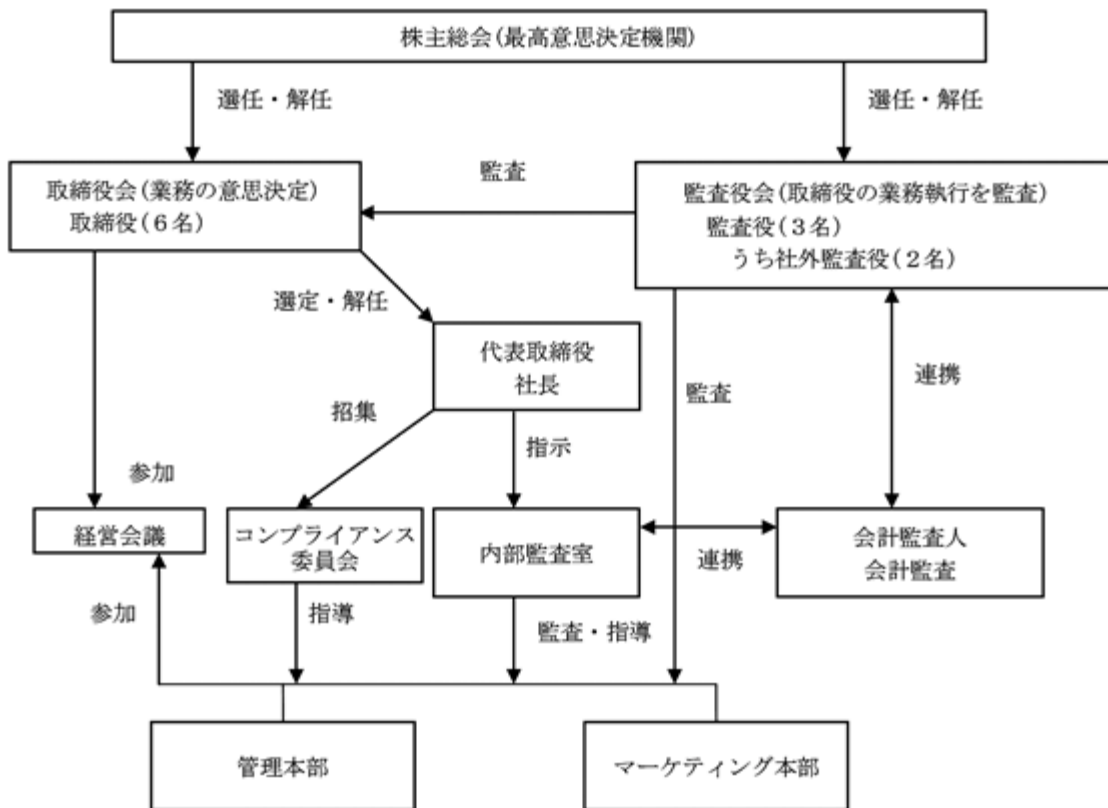 株主総会(最高意思決定機関)
選任・解任
選任・解任
取締役会(業務の意思決定)
取締役(6名)
監査
監査役会(取締役の業務執行を監査)
監査役(3名)
うち社外監査役(2名)
選定・解任
代表取締役
社長
監査
連携
招集
指示
参加
経営会議
コンプライアンス
委員会
内部監査室
連携
会計監査人
会計監査
参加
指導
監査・指導
管理本部
マーケティング本部